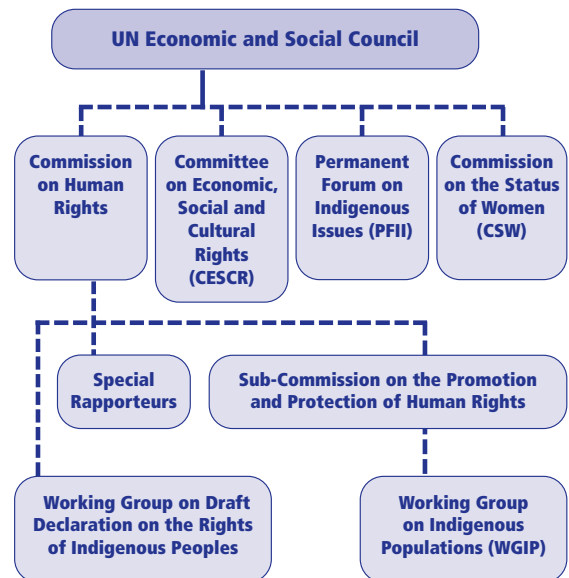 UN Economic and Social Council
Commission
on Human
Rights
Committee
on Economic,
Social and
Cultural
Rights
(CESCR)
Permanent
Forum on
Indigenous
Issues (PFII)
Commission
on the Status
of Women
(CSW)
Special
Rapporteurs
Sub-Commission on the Promotion
and Protection of Human Rights
Working Group on Draft
Declaration on the Rights
of Indigenous Peoples
Working Group
on Indigenous
Populations (WGIP)